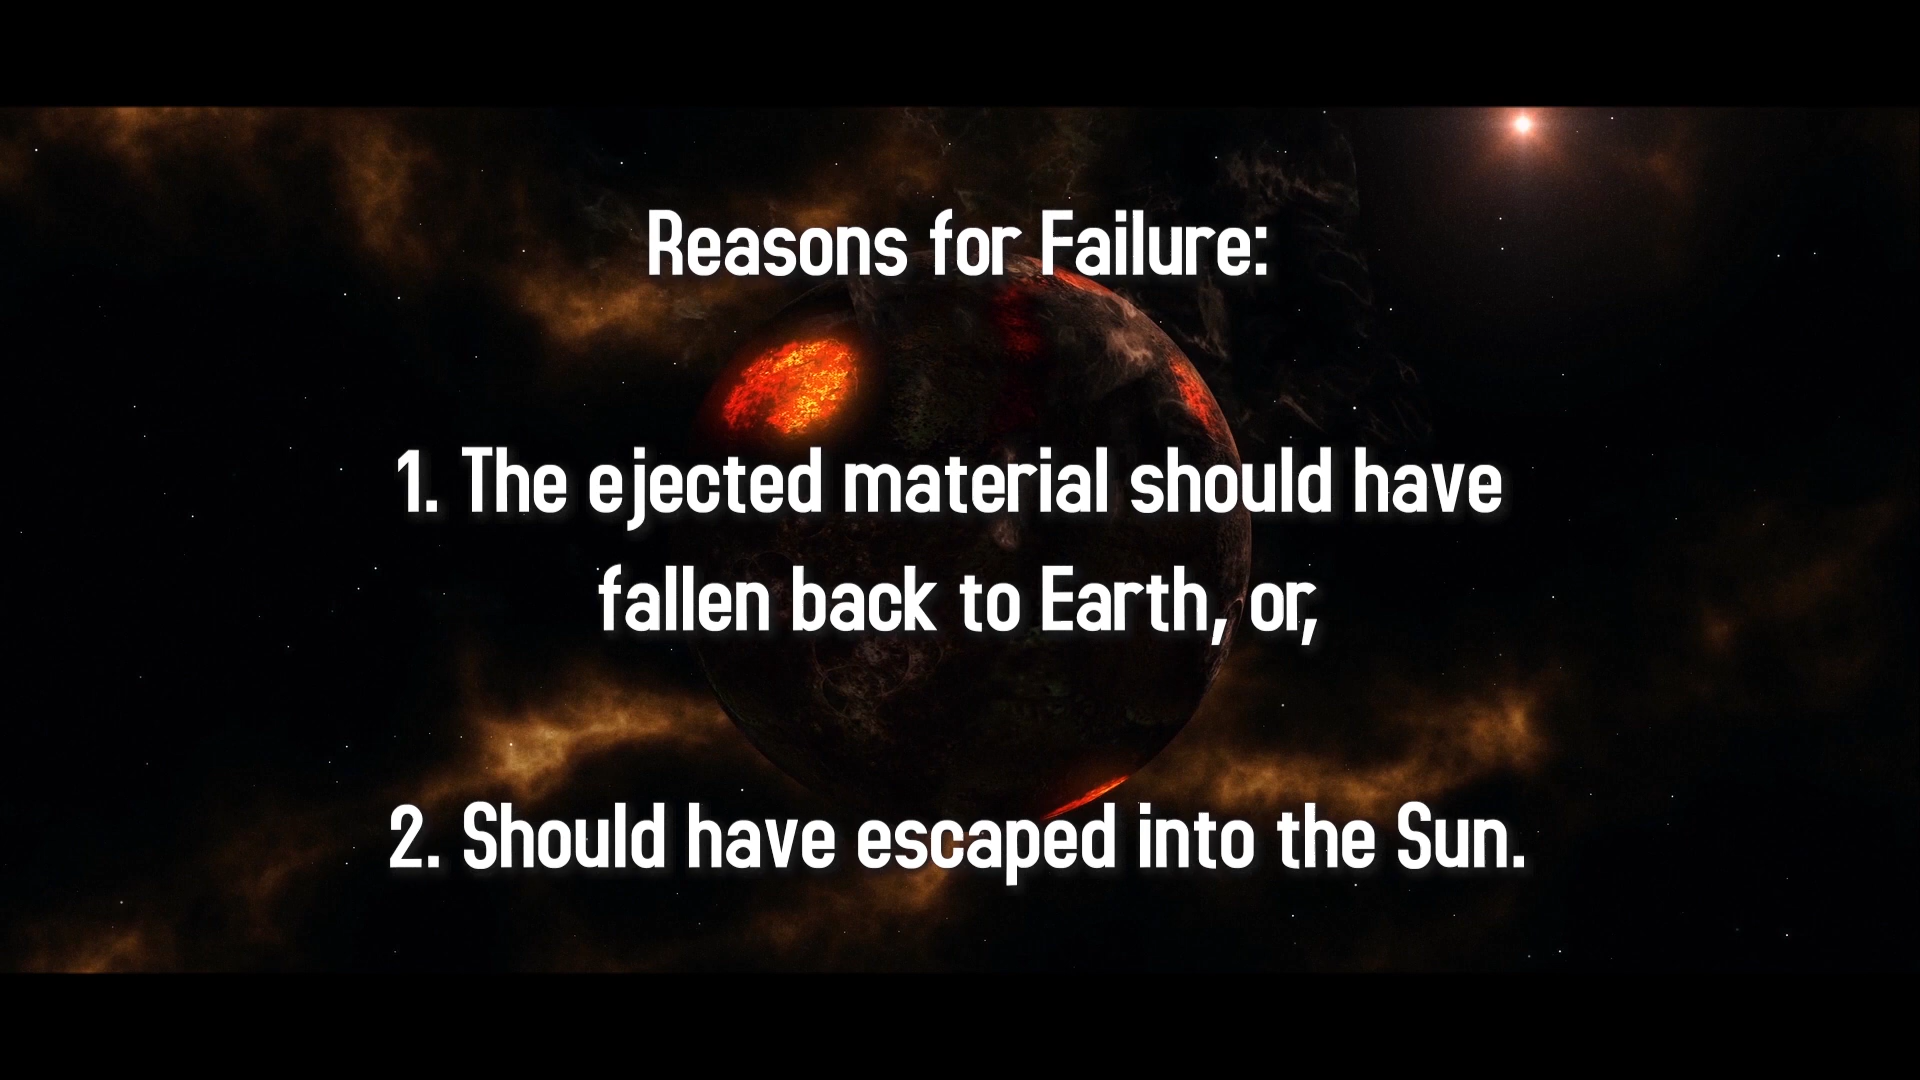 Reasons for Failure:
1. The ejected material should have
fallen back to Earth, or,
2. Should have escaped into the Sun.